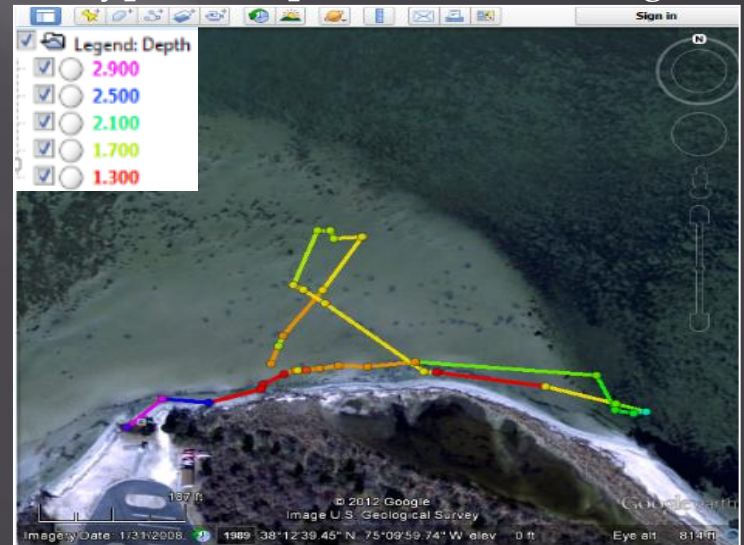 Sign in
N
Legend: Depth
2.900
2.500
2.100
1.700
1.300
187 ft
© 2012 Google
Image U.S. Geological Survey
Google earth
Imagery Date: 1/31/2008 1989 38°12'39.45" N 75°09'59.74" W elev 0 ft Eye alt 814 ft